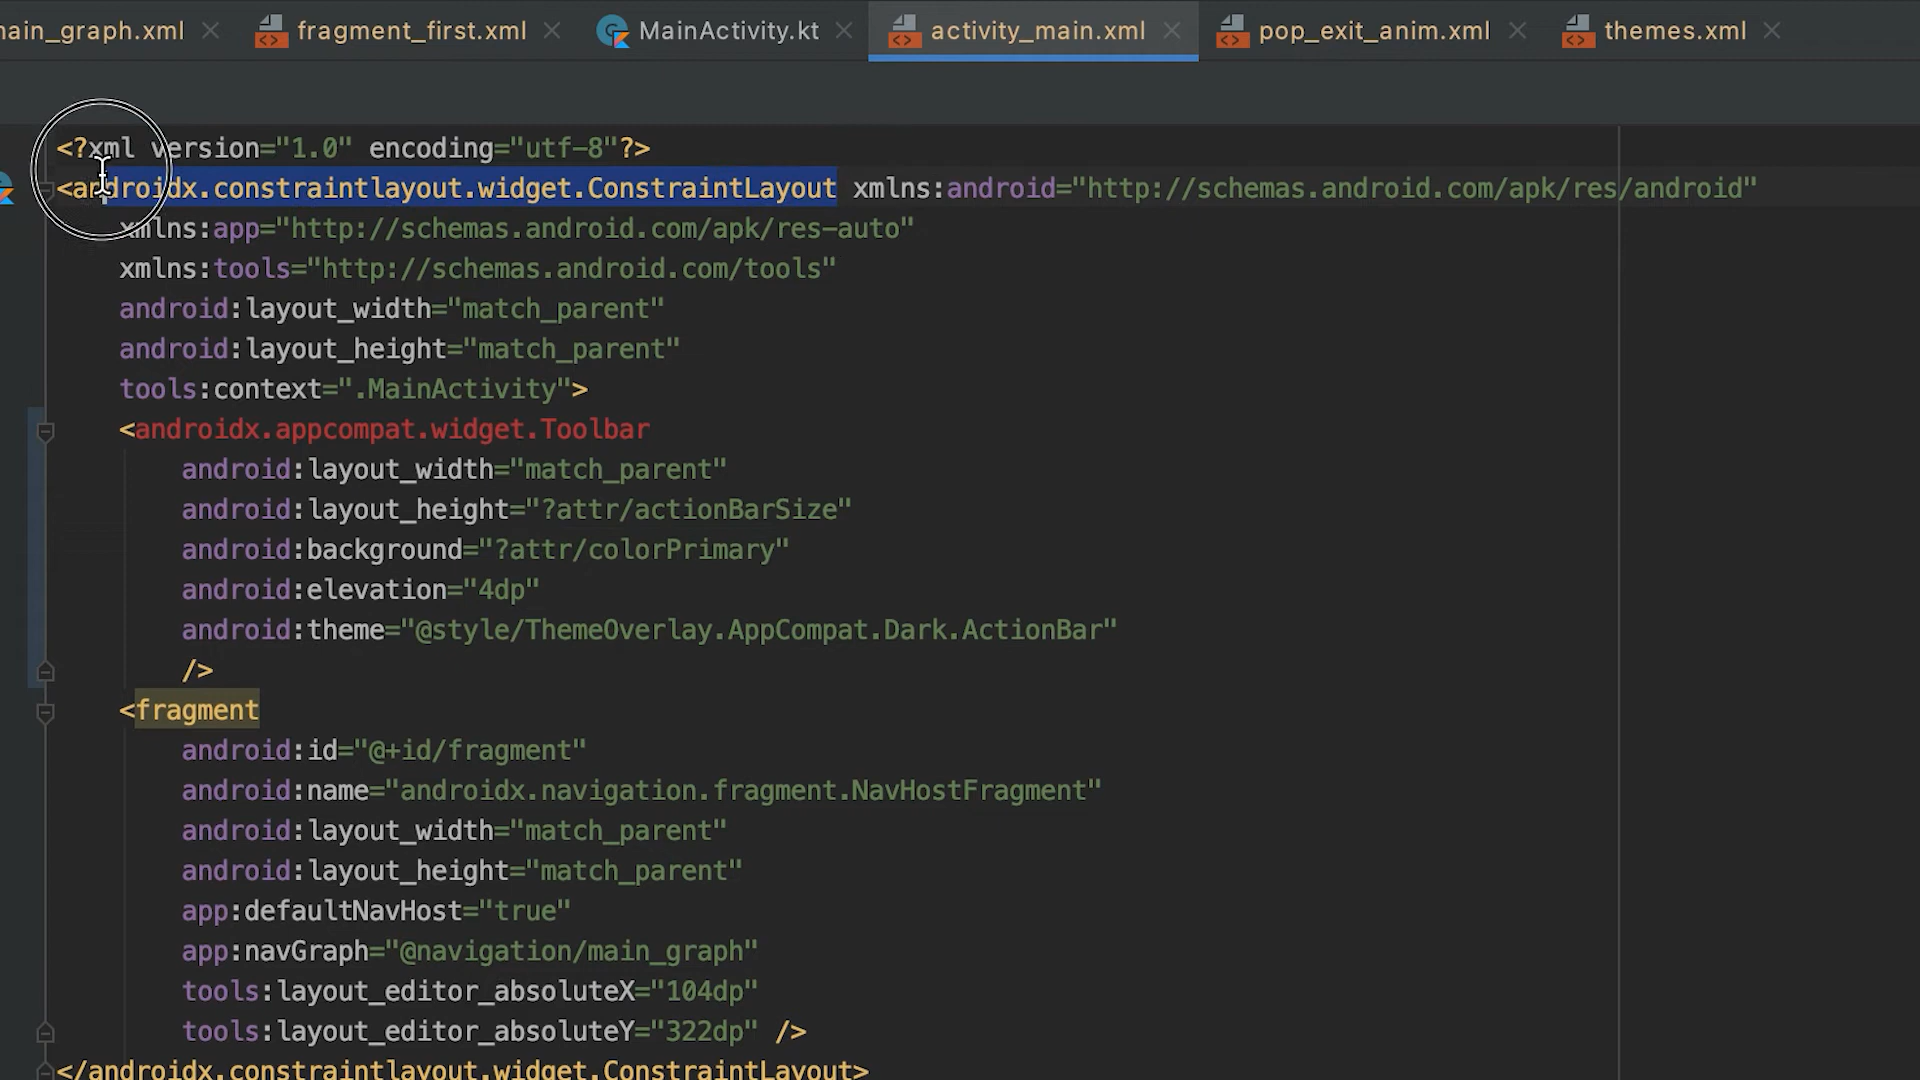 ain_graph.xml fragment_first.xml MainActivity.kt activity_main.xml pop_exit_anim.xml themes.xml
<?xml version="1.0" encoding="utf-8"?>
<androidx.constraintlayout.widget.ConstraintLayout xmlns:android="http://schemas.android.com/apk/res/android"
xmlns:app="http://schemas.android.com/apk/res-auto"
xmlns:tools="http://schemas.android.com/tools"
android:layout_width="match_parent"
android:layout_height="match_parent"
tools:context=".MainActivity">
<androidx.appcompat.widget.Toolbar
android:layout_width="match_parent"
android:layout_height="?attr/actionBarSize"
android:background="?attr/colorPrimary"
android:elevation="4dp"
android:theme="@style/ThemeOverlay.AppCompat.Dark.ActionBar"
/>
<fragment
android:id="@+id/fragment"
android:name="androidx.navigation.fragment.NavHostFragment"
android:layout_width="match_parent"
android:layout_height="match_parent"
app:defaultNavHost="true"
app:navGraph="@navigation/main_graph"
tools:layout_editor_absoluteX="104dp"
tools:layout_editor_absoluteY="322dp" />
</androidx.constraintlayout.widget.ConstraintLayout>